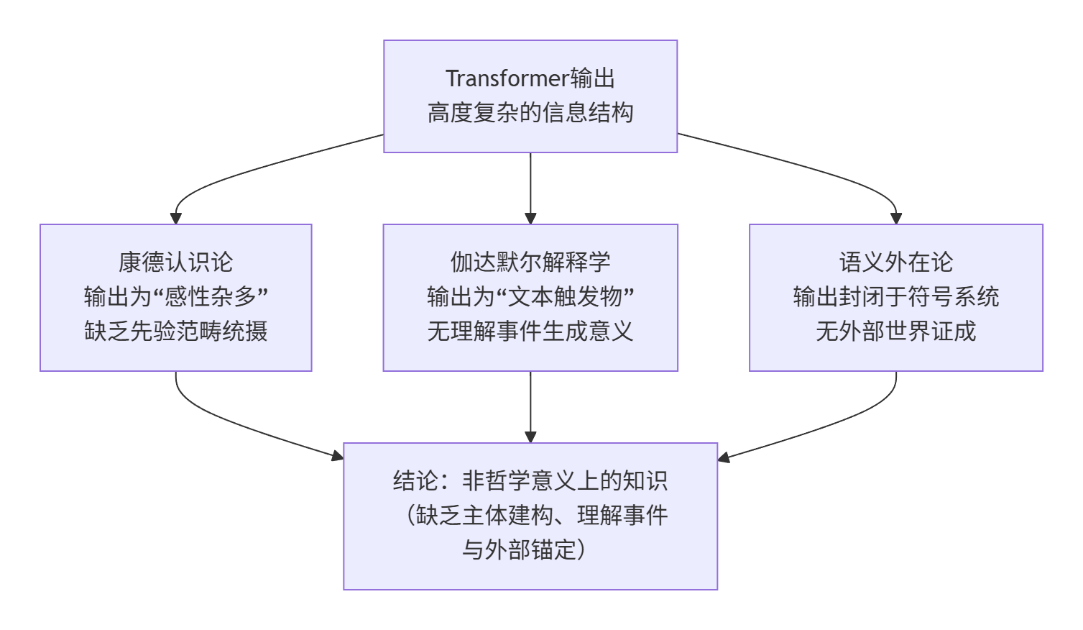 Transformer输出
高度复杂的信息结构
康德认识论
输出为“感性杂多”
缺乏先验范畴统摄
伽达默尔解释学
输出为“文本触发物”
无理解事件生成意义
语义外在论
输出封闭于符号系统
无外部世界证成
结论：非哲学意义上的知识
（缺乏主体建构、理解事件
与外部锚定）